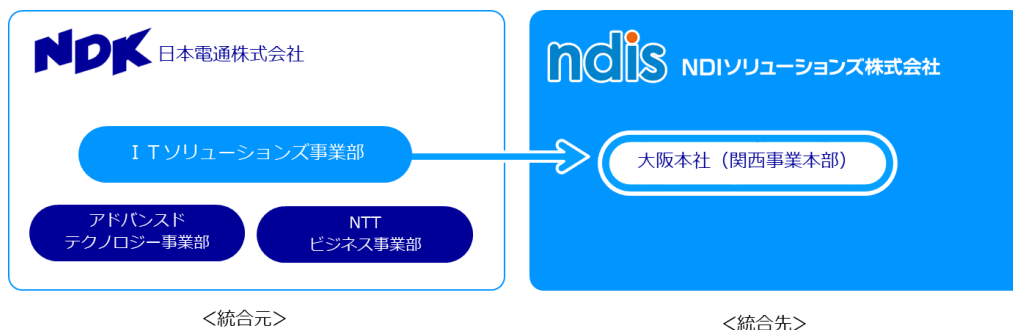 NDK 日本電通株式会社
ＩＴソリューションズ事業部
アドバンスド
テクノロジー事業部
NTT
ビジネス事業部
＜統合元＞
ndis NDIソリューションズ株式会社
大阪本社（関西事業本部）
＜統合先＞